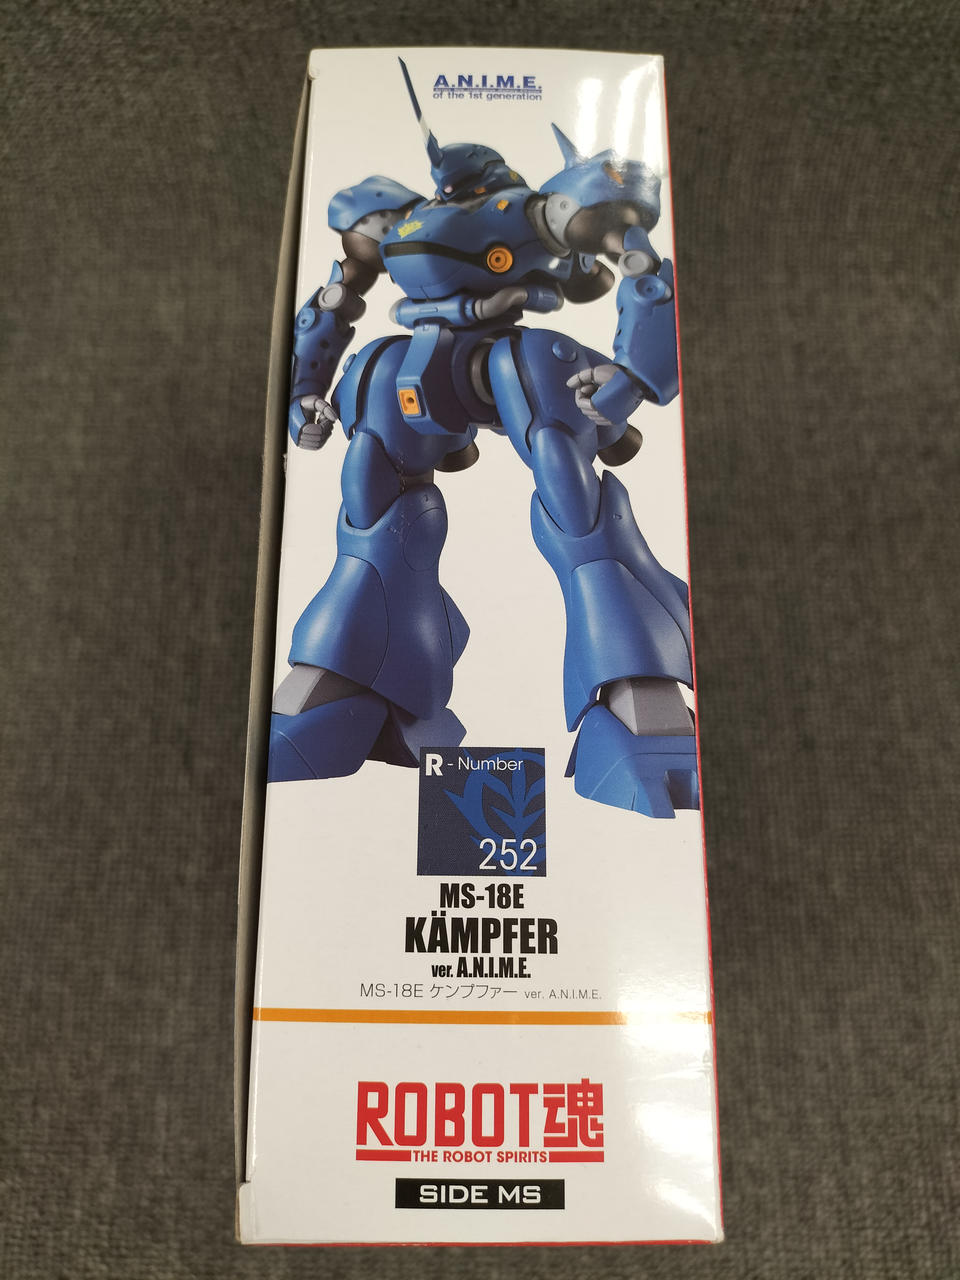 A.N.I.M.E.
of the 1st generation
R - Number
252
MS-18E
KÄMPFER
ver. A.N.I.M.E.
MS-18E ケンプファー ver. A.N.I.M.E.
ROBOT魂
THE ROBOT SPIRITS
SIDE MS